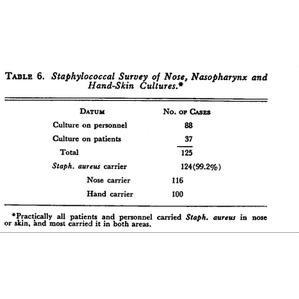 TABLE 6. Staphylococcal Survey of Nose, Nasopharynx and
Hand-Skin Cultures.*
DATUM NO. OF CASES
Culture on personnel 88
Culture on patients 37
Total 125
Staph. aureus carrier 124(99.2%)
Nose carrier 116
Hand carrier 100
*Practically all patients and personnel carried Staph. aureus in nose
or skin, and most carried it in both areas.